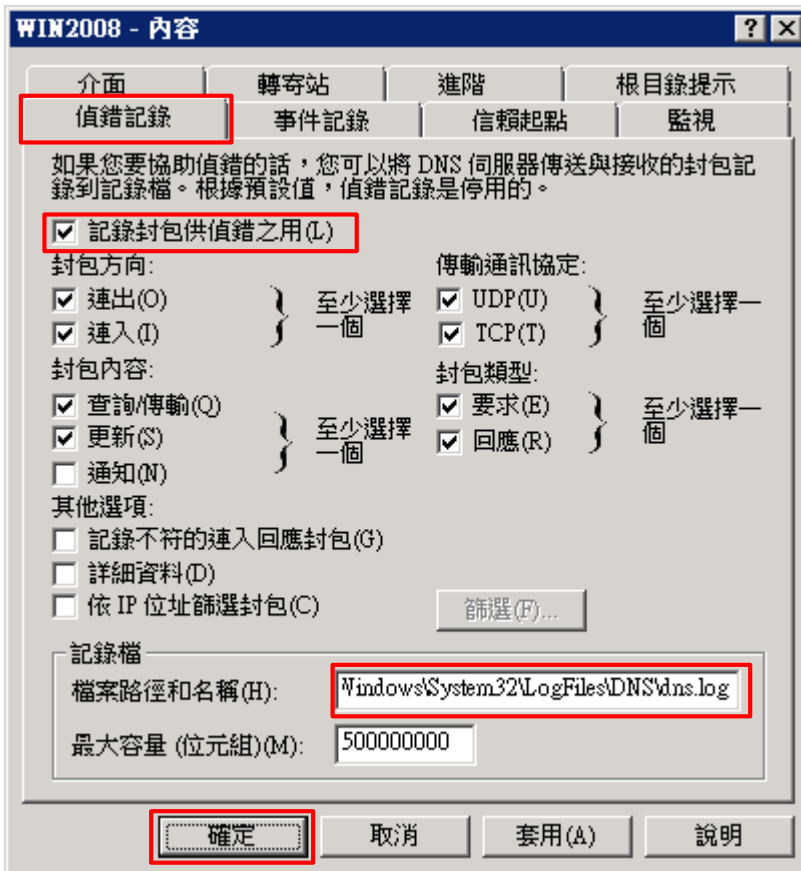 WIN2008 - 內容
介面 轉寄站 進階 根目錄提示
偵錯記錄 事件記錄 信賴起點 監視
如果您要協助偵錯的話，您可以將 DNS 伺服器傳送與接收的封包記
錄到記錄檔。根據預設值，偵錯記錄是停用的。
記錄封包供偵錯之用(L)
封包方向:
連出(O)
連入(I)
至少選擇
一個
傳輸通訊協定:
UDP(U)
TCP(T)
至少選擇一
個
封包內容:
查詢/傳輸(Q)
更新(S)
通知(N)
至少選擇
一個
封包類型:
要求(E)
回應(R)
至少選擇一
個
其他選項:
記錄不符的連入回應封包(G)
詳細資料(D)
依 IP 位址篩選封包(C)
篩選(F)...
記錄檔
檔案路徑和名稱(H): Windows\System32\LogFiles\DNS\dns.log
最大容量 (位元組)(M): 500000000
確定 取消 套用(A) 說明